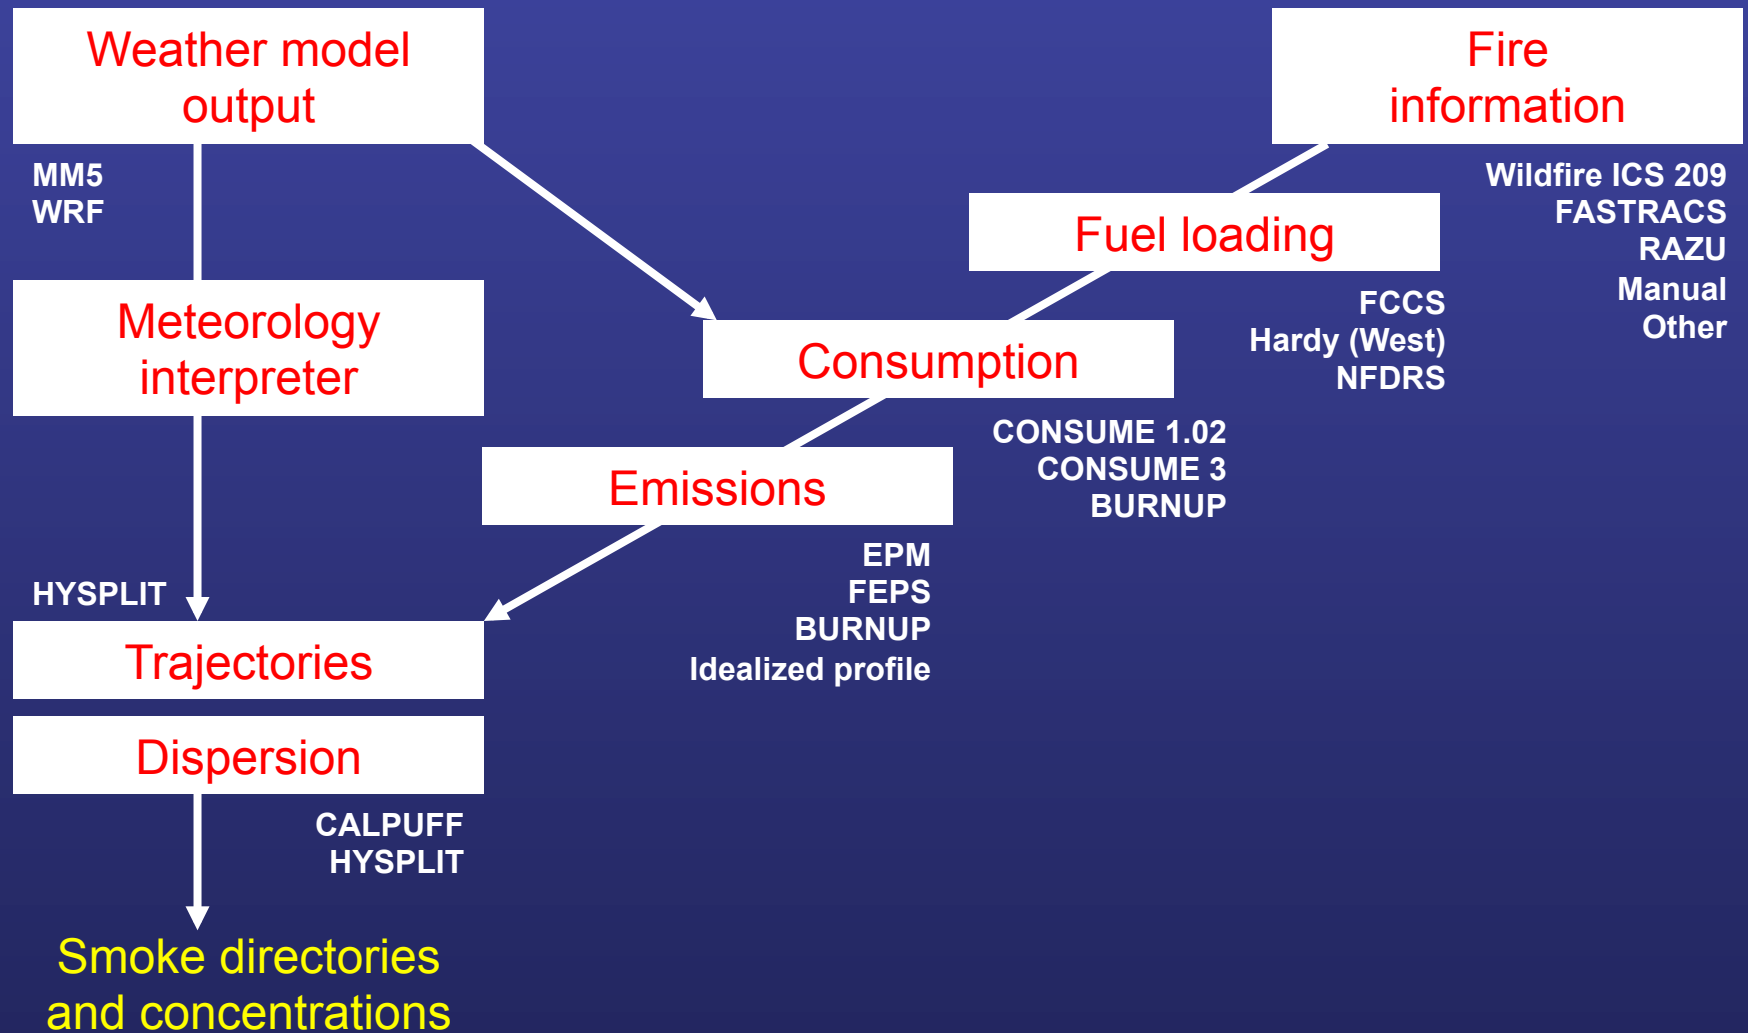 Weather model
output
MM5
WRF
Meteorology
interpreter
HYSPLIT
Trajectories
Dispersion
CALPUFF
HYSPLIT
Smoke directories
and concentrations
Fire
information
Wildfire ICS 209
FASTRACS
RAZU
Manual
Other
Fuel loading
FCCS
Hardy (West)
NFDRS
Consumption
CONSUME 1.02
CONSUME 3
BURNUP
Emissions
EPM
FEPS
BURNUP
Idealized profile